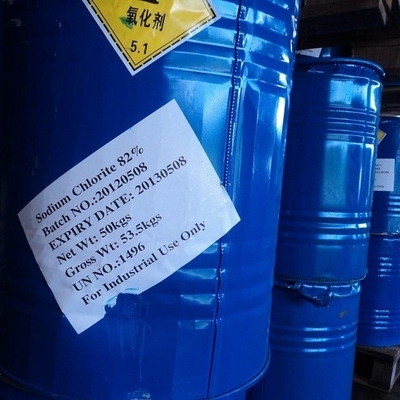 氧化剂
5.1
Sodium Chlorite 82%
Batch NO.:20120508
EXPIRY DATE: 20130508
Net Wt: 50kgs
Gross Wt: 53.5kgs
UN NO.:1496
For Industrial Use Only